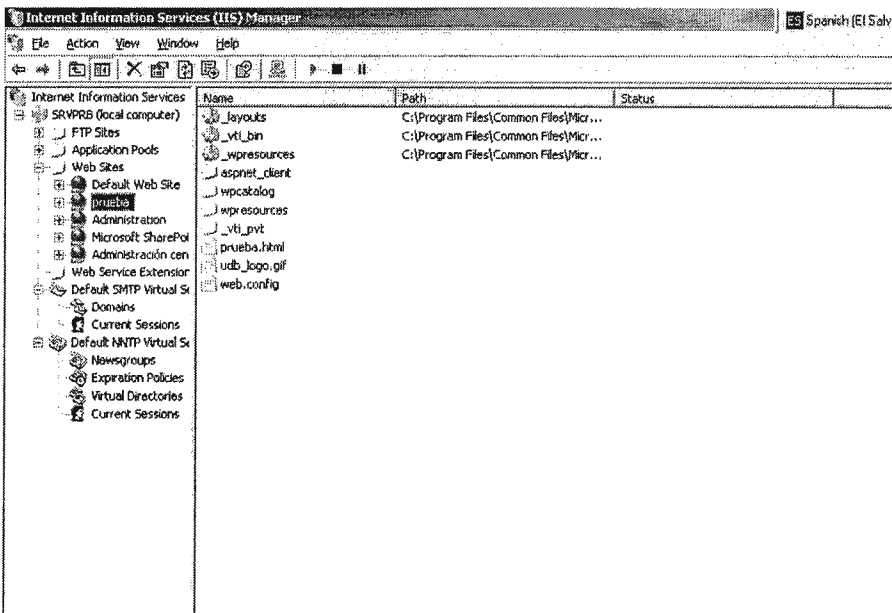 Internet Information Services (IIS) Manager
ES Spanish (El Salv
File Action View Window Help
Internet Information Services
SRVPRB (local computer)
FTP Sites
Application Pools
Web Sites
Default Web Site
prueba
Administration
Microsoft SharePoi
Administración cen
Web Service Extension
Default SMTP Virtual Se
Domains
Current Sessions
Default NNTP Virtual Se
Newsgroups
Expiration Policies
Virtual Directories
Current Sessions
Name Path Status
_layouts C:\Program Files\Common Files\Micr...
_vti_bin C:\Program Files\Common Files\Micr...
_wpresources C:\Program Files\Common Files\Micr...
aspnet_client
wpcatalog
wpresources
_vti_pvt
prueba.html
udb_logo.gif
web.config